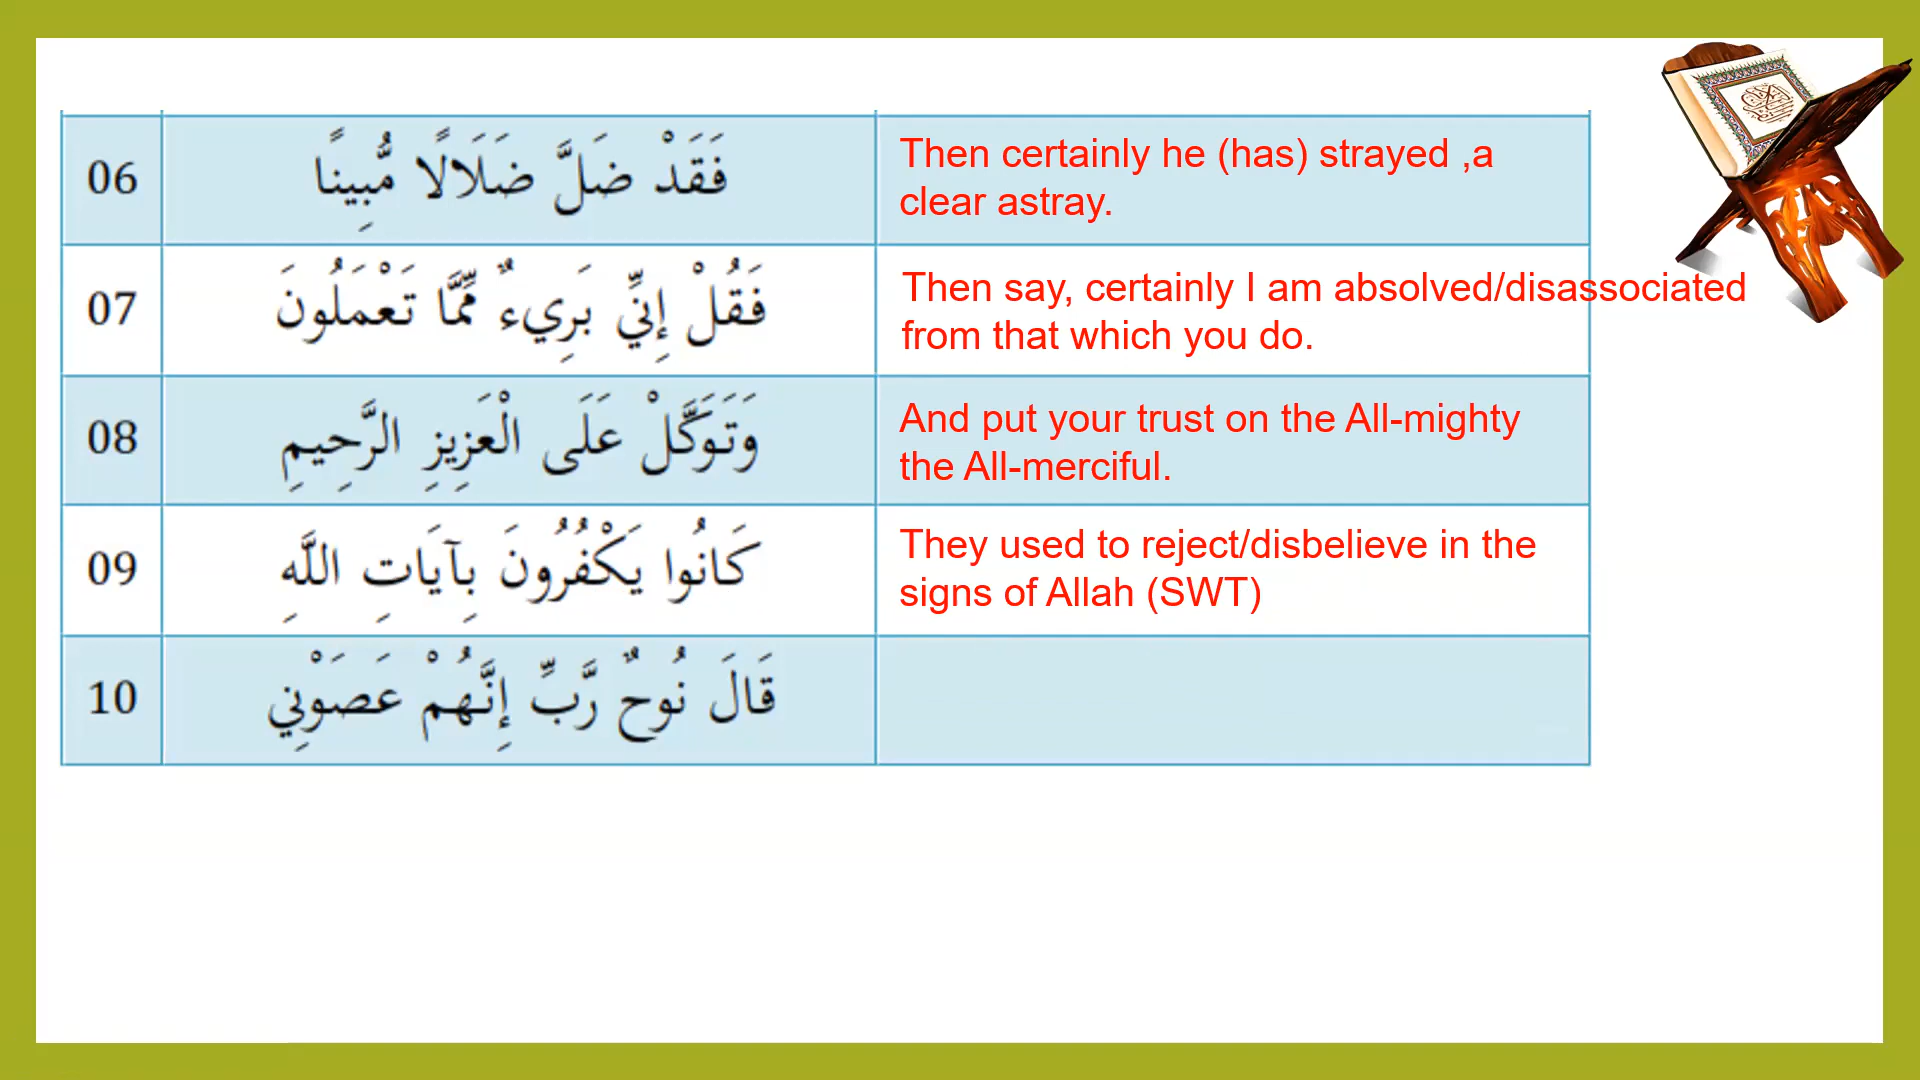 06
فَقَدْ ضَلَّ ضَلَالًا مُّبِينًا
Then certainly he (has) strayed ,a
clear astray.
07
فَقُلْ إِنِّي بَرِيءٌ مِّمَّا تَعْمَلُونَ
Then say, certainly I am absolved/disassociated
from that which you do.
08
وَتَوَكَّلْ عَلَى الْعَزِيزِ الرَّحِيمِ
And put your trust on the All-mighty
the All-merciful.
09
كَانُوا يَكْفُرُونَ بِآيَاتِ اللَّهِ
They used to reject/disbelieve in the
signs of Allah (SWT)
10
قَالَ نُوحٌ رَّبِّ إِنَّهُمْ عَصَوْنِي